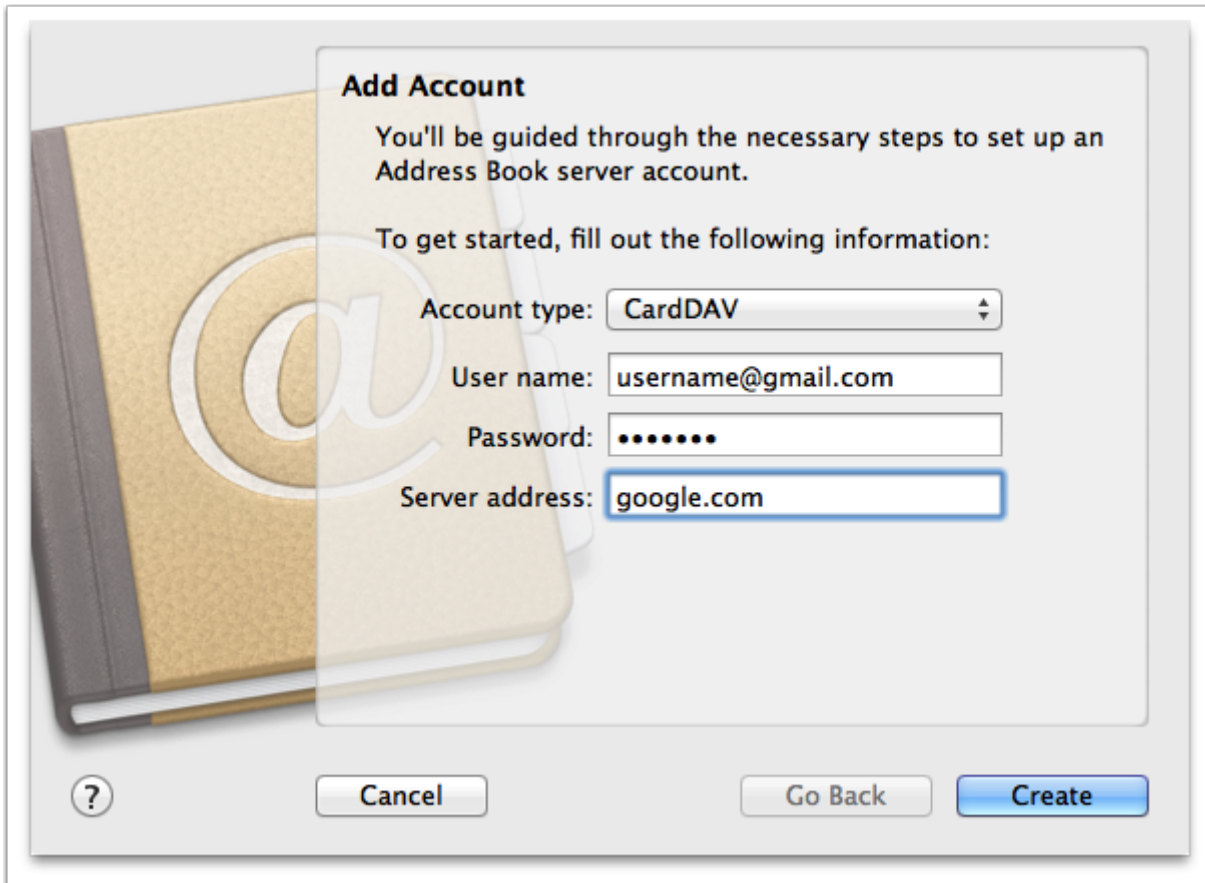 Add Account
You'll be guided through the necessary steps to set up an
Address Book server account.
To get started, fill out the following information:
Account type: CardDAV
User name: username@gmail.com
Password: •••••••
Server address: google.com
@
? Cancel Go Back Create